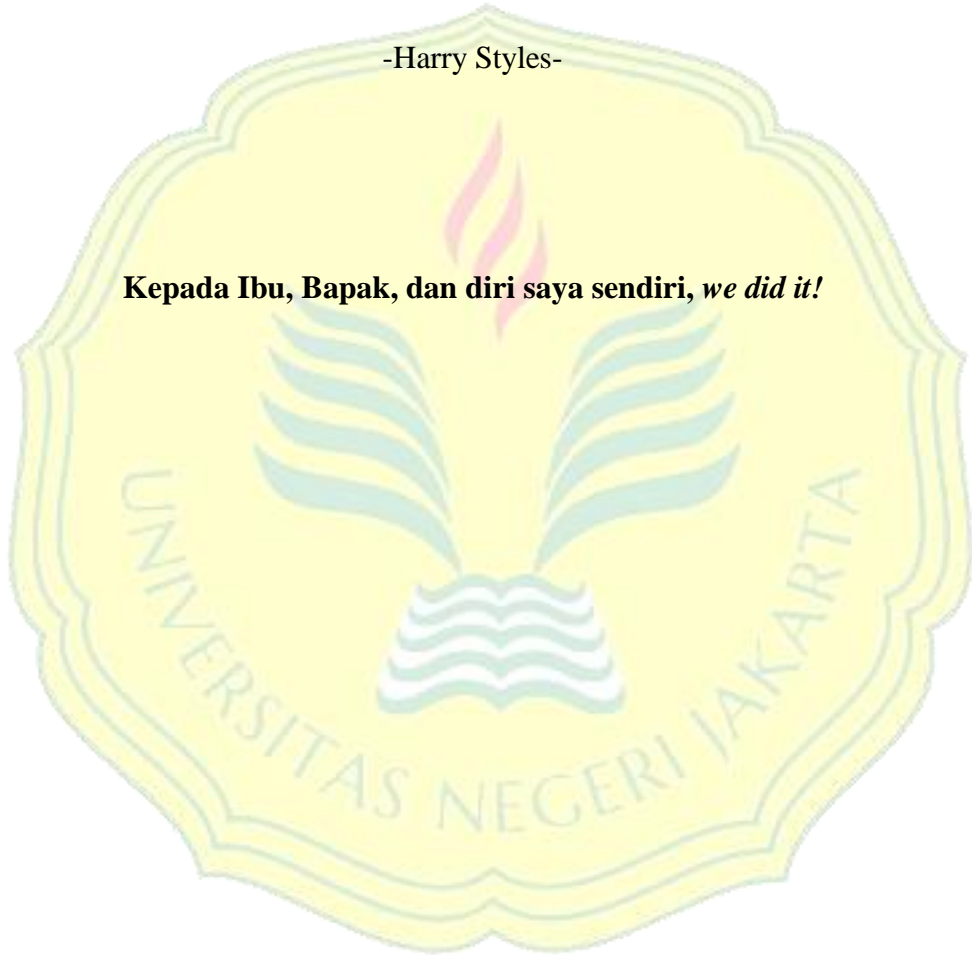 -Harry Styles-
Kepada Ibu, Bapak, dan diri saya sendiri, we did it!
UNIVERSITAS NEGERI JAKARTA